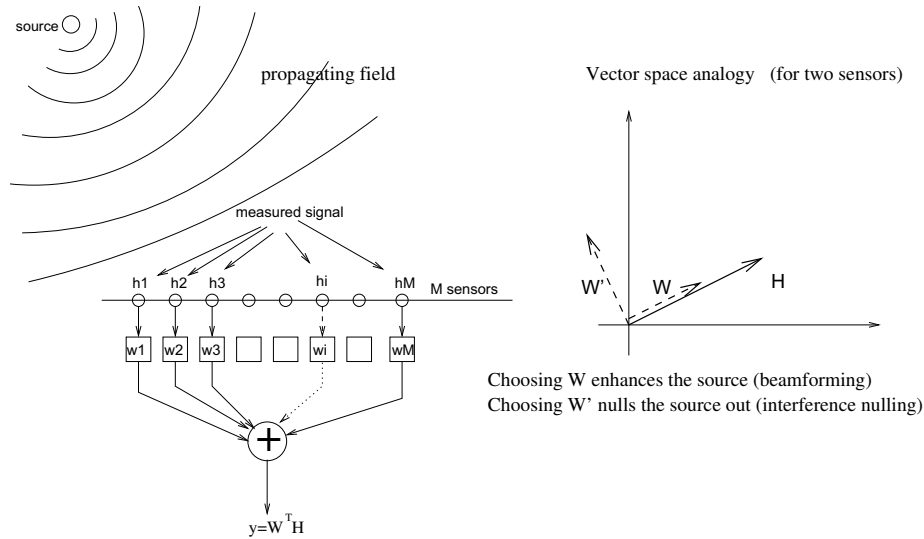 source
propagating field
measured signal
h1 h2 h3 hi hM
M sensors
w1 w2 w3 wi wM
+
y=W^T H
Vector space analogy (for two sensors)
W' W H
Choosing W enhances the source (beamforming)
Choosing W' nulls the source out (interference nulling)